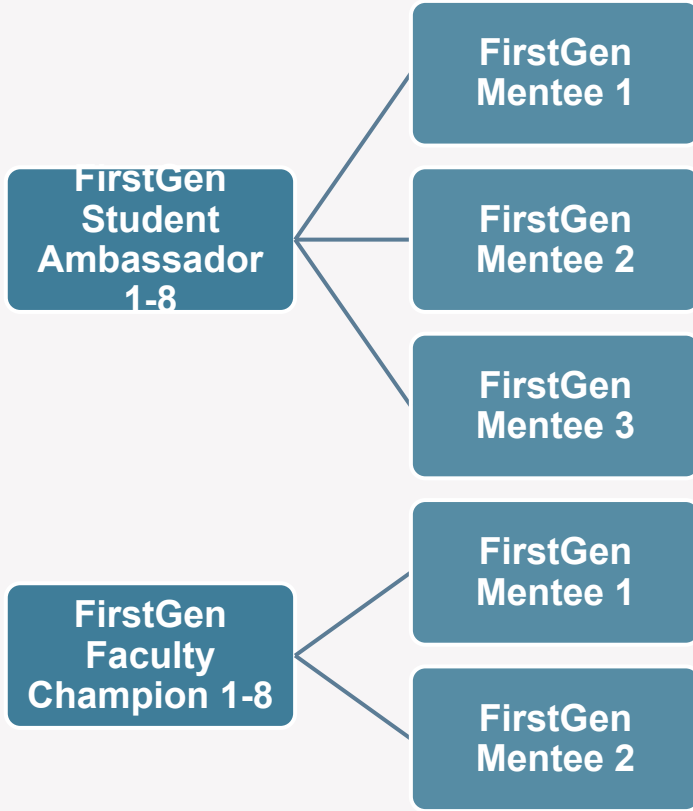 FirstGen
Student
Ambassador
1-8
FirstGen
Mentee 1
FirstGen
Mentee 2
FirstGen
Mentee 3
FirstGen
Faculty
Champion 1-8
FirstGen
Mentee 1
FirstGen
Mentee 2